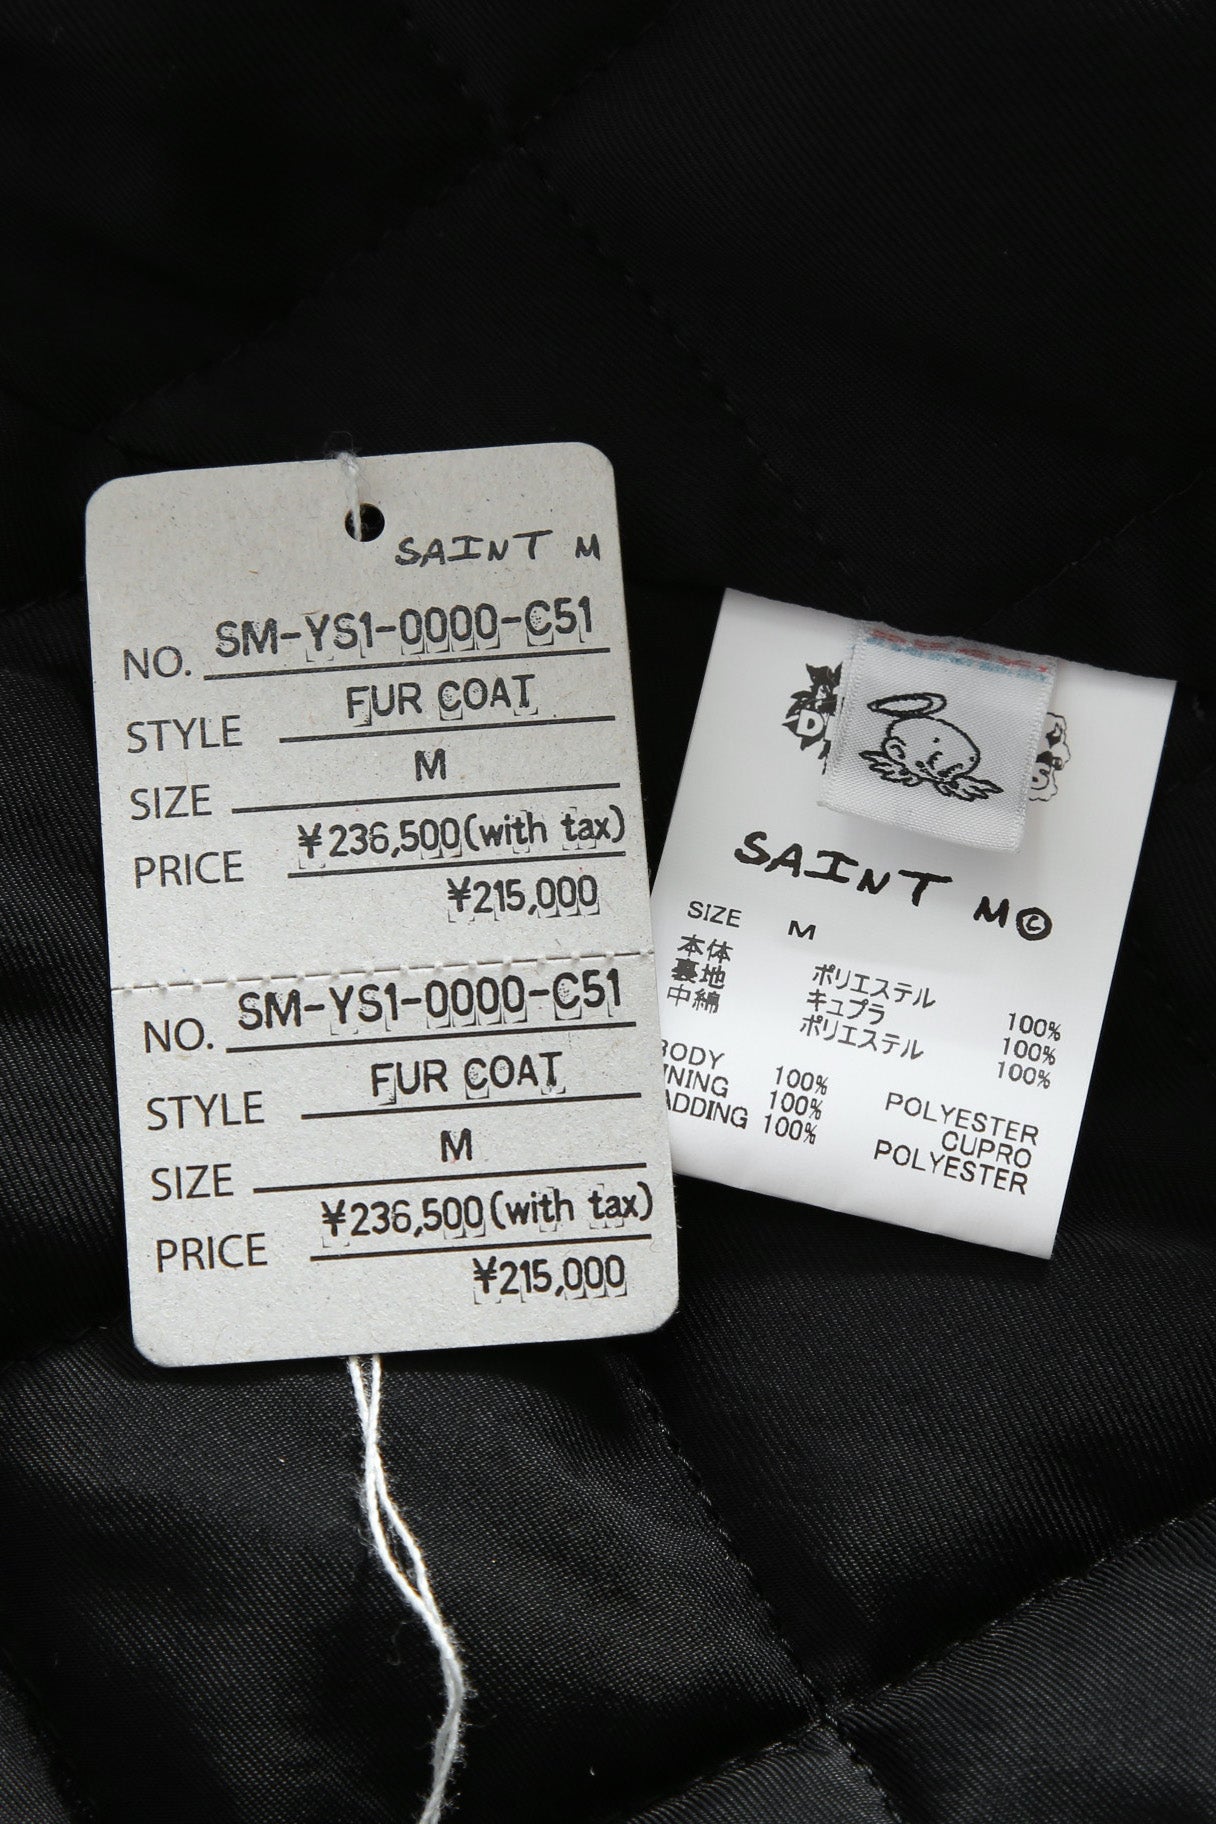 SAINT M
NO. SM-YS1-0000-C51
STYLE FUR COAT
SIZE M
PRICE ¥236,500(with tax)
¥215,000
NO. SM-YS1-0000-C51
STYLE FUR COAT
SIZE M
PRICE ¥236,500(with tax)
¥215,000
SAINT M©
SIZE M
本体 ポリエステル 100%
裏地 キュプラ 100%
中綿 ポリエステル 100%
BODY 100% POLYESTER
INING 100% CUPRO
ADDING 100% POLYESTER